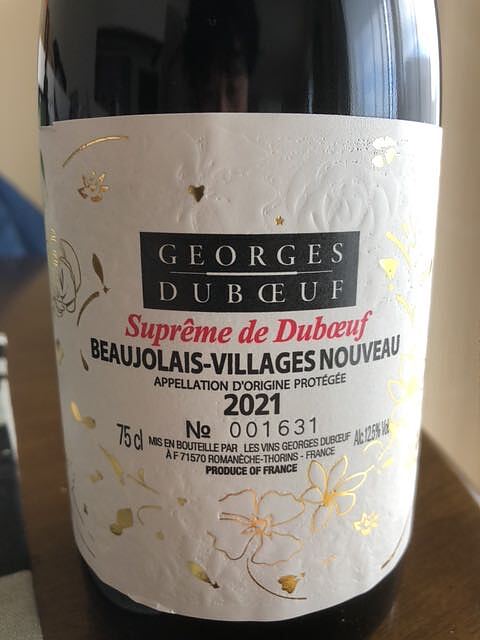 GEORGES
DUBŒUF
Suprême de Dubœuf
BEAUJOLAIS-VILLAGES NOUVEAU
APPELLATION D'ORIGINE PROTÉGÉE
2021
№ 001631
75 cl MIS EN BOUTEILLE PAR LES VINS GEORGES DUBŒUF Alc.12.5% Vol.
À F 71570 ROMANÈCHE-THORINS - FRANCE
PRODUCE OF FRANCE